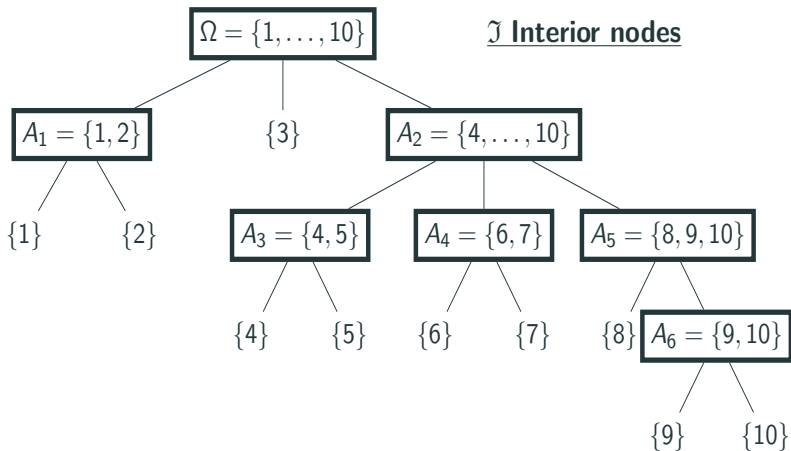 Ω = {1, . . . , 10}
ℑ Interior nodes
A₁ = {1, 2}
{3}
A₂ = {4, . . . , 10}
{1}
{2}
A₃ = {4, 5}
A₄ = {6, 7}
A₅ = {8, 9, 10}
{4}
{5}
{6}
{7}
{8}
A₆ = {9, 10}
{9}
{10}